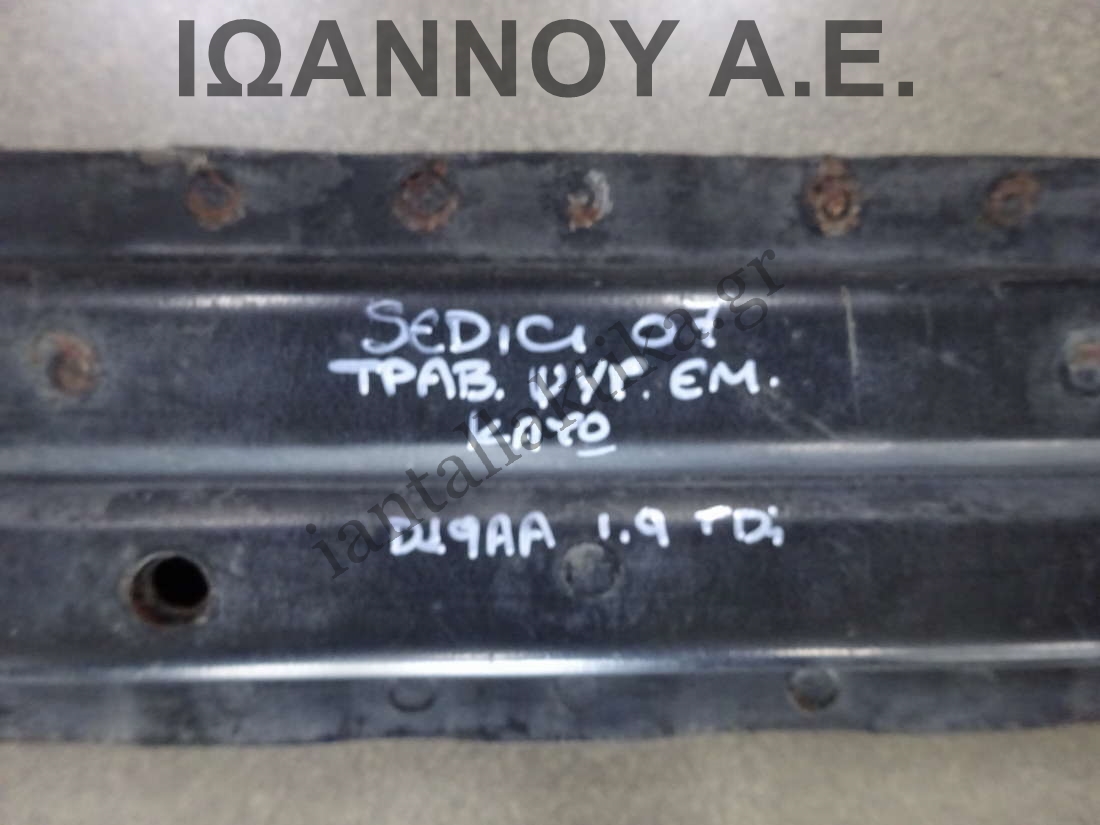 ΙΩΑΝΝΟΥ Α.Ε.
SEDICI 07
ΤΡΑΒ. ΨΥΓ. ΕΜ.
ΚΑΤΩ
iantallaktika.gr
D19AA 1.9 TDi